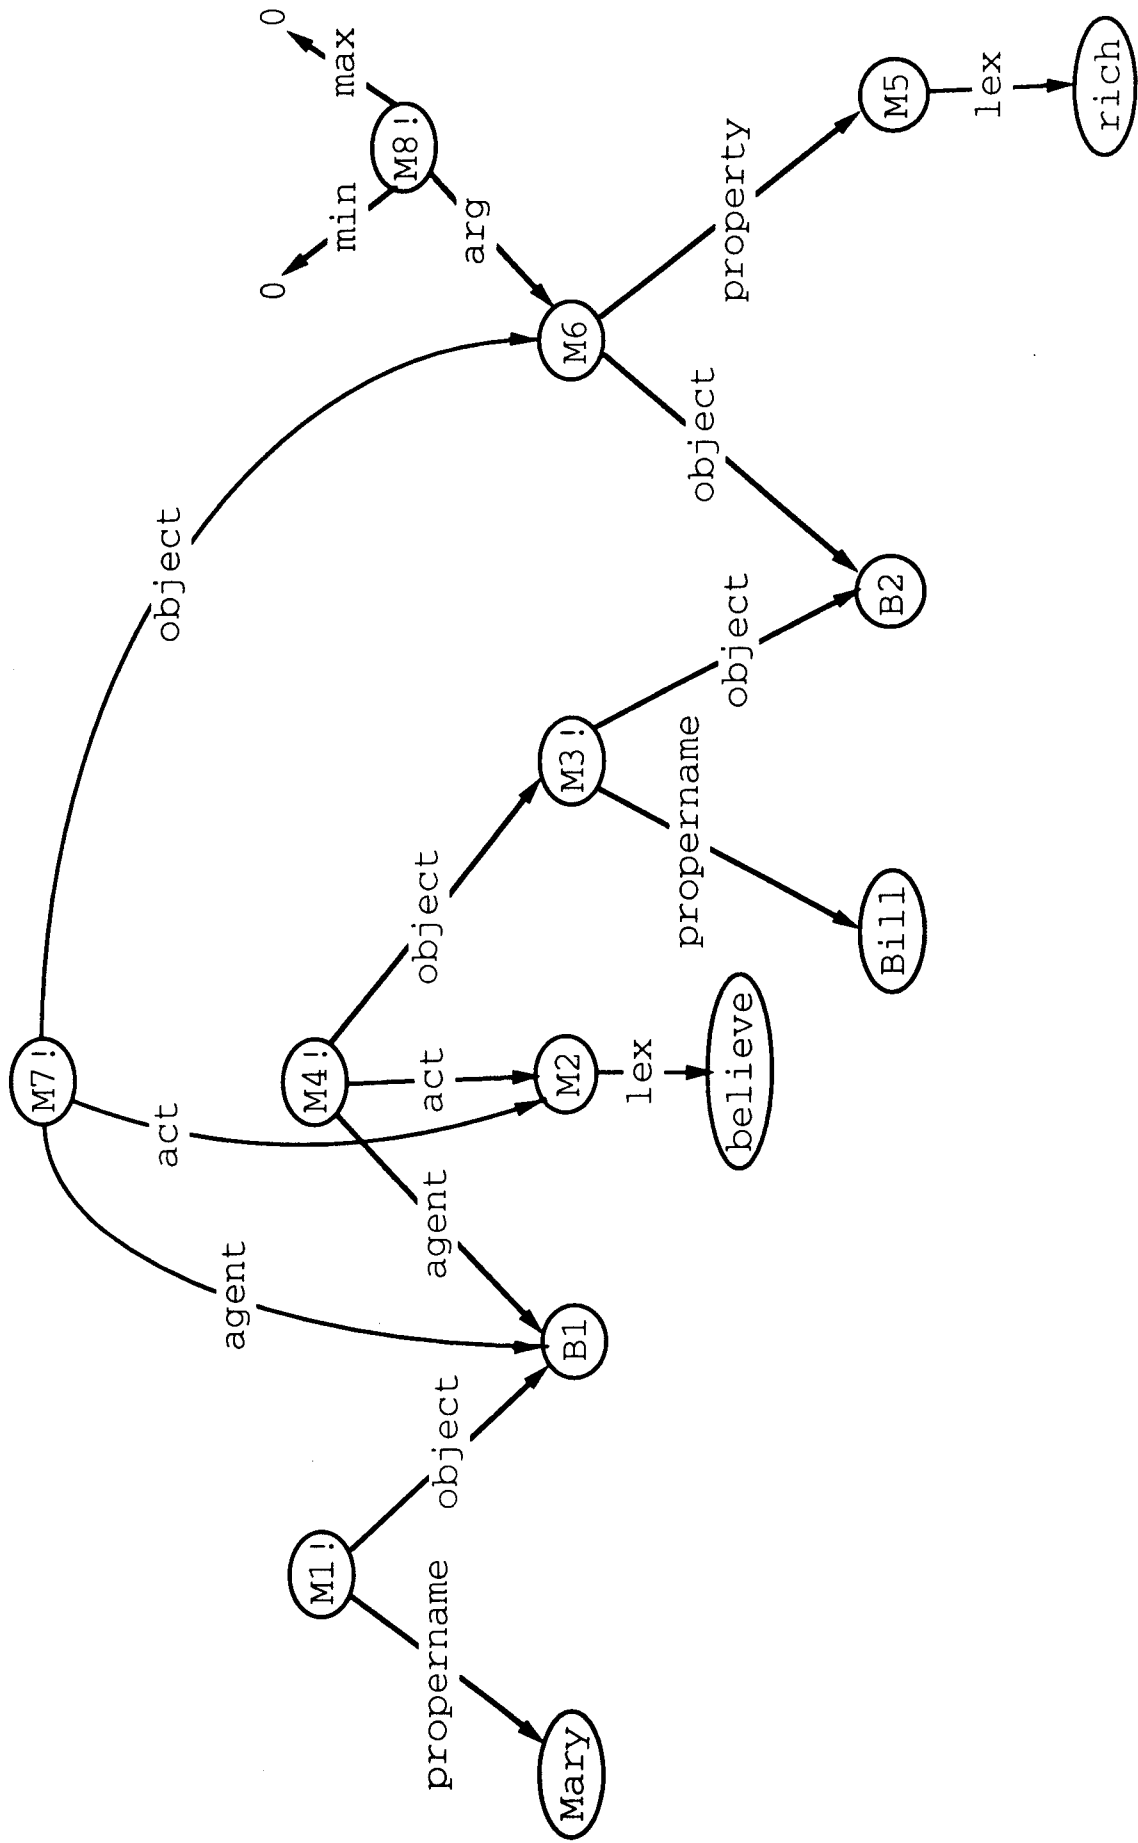 M7!
agent
act
object
M1!
propername
object
Mary
B1
M4!
agent
act
object
M2
lex
believe
M3!
propername
object
Bill
B2
M8!
min
max
0
0
arg
M6
object
property
M5
lex
rich